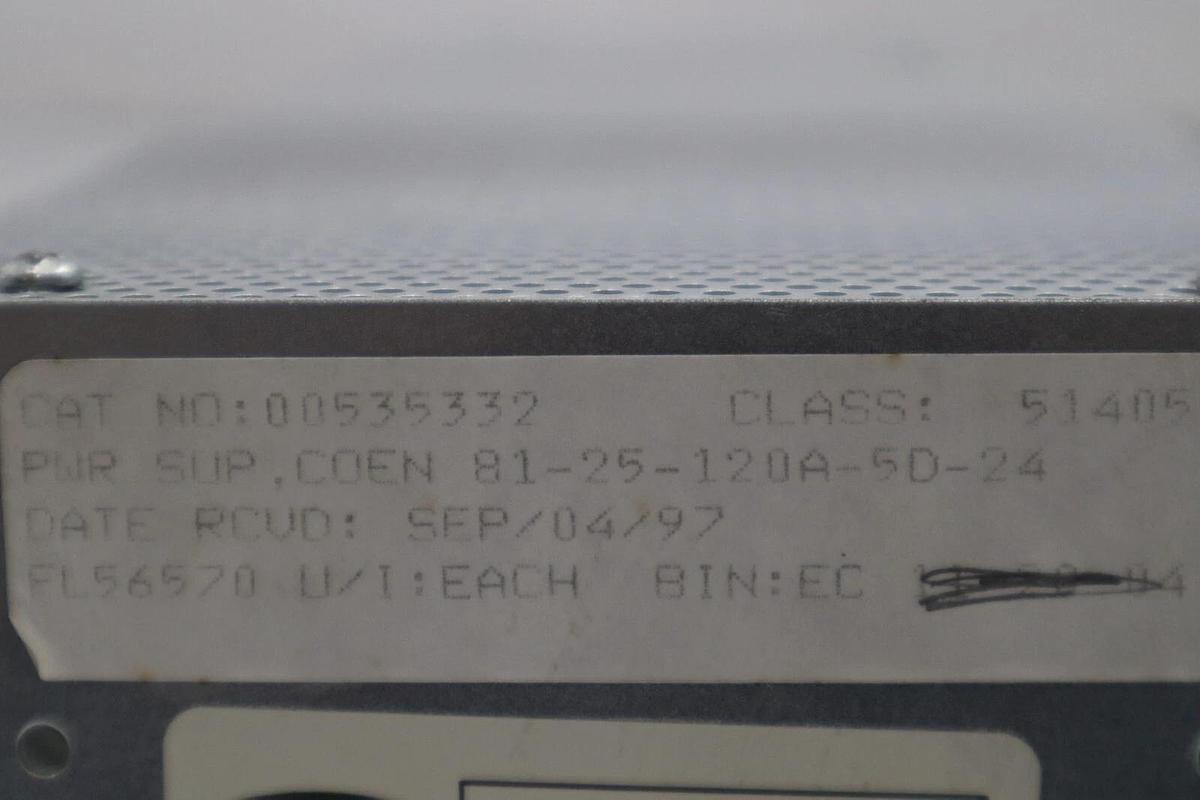 CAT NO:00535332 CLASS: 51405
PWR SUP,COEN 81-25-120A-5D-24
DATE RCVD: SEP/04/97
FL56570 U/I:EACH BIN:EC